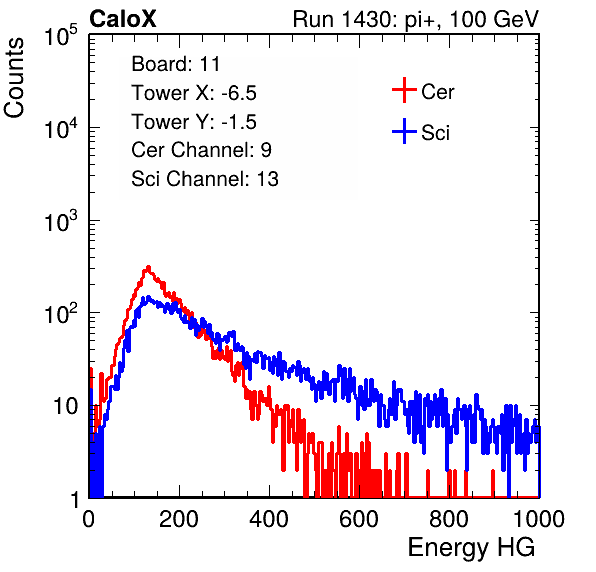 CaloX Run 1430: pi+, 100 GeV
Counts
Board: 11
Tower X: -6.5
Tower Y: -1.5
Cer Channel: 9
Sci Channel: 13
Cer
Sci
10^5
10^4
10^3
10^2
10
1
0 200 400 600 800 1000
Energy HG